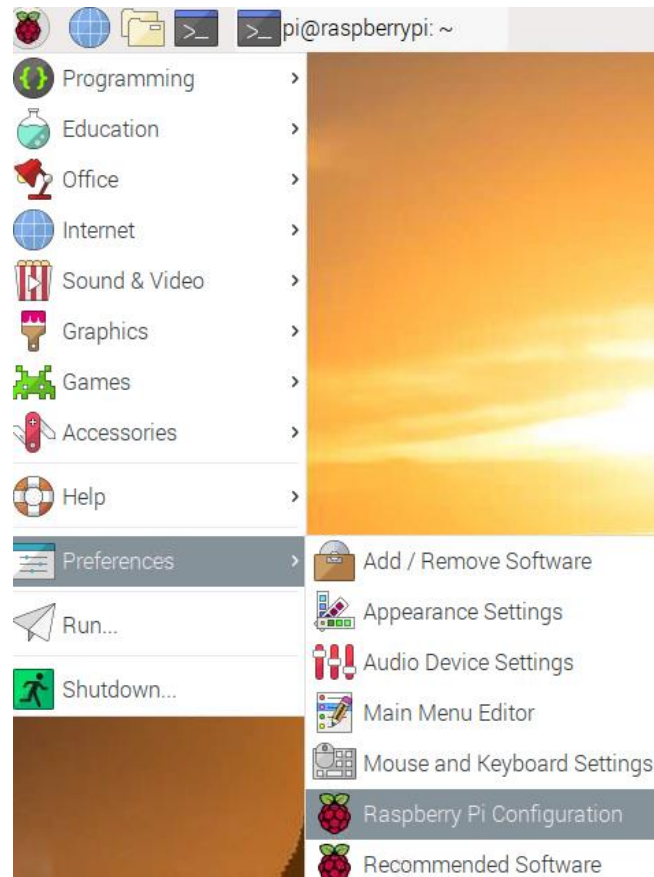 pi@raspberrypi: ~
Programming
Education
Office
Internet
Sound & Video
Graphics
Games
Accessories
Help
Preferences
Run...
Shutdown...
Add / Remove Software
Appearance Settings
Audio Device Settings
Main Menu Editor
Mouse and Keyboard Settings
Raspberry Pi Configuration
Recommended Software